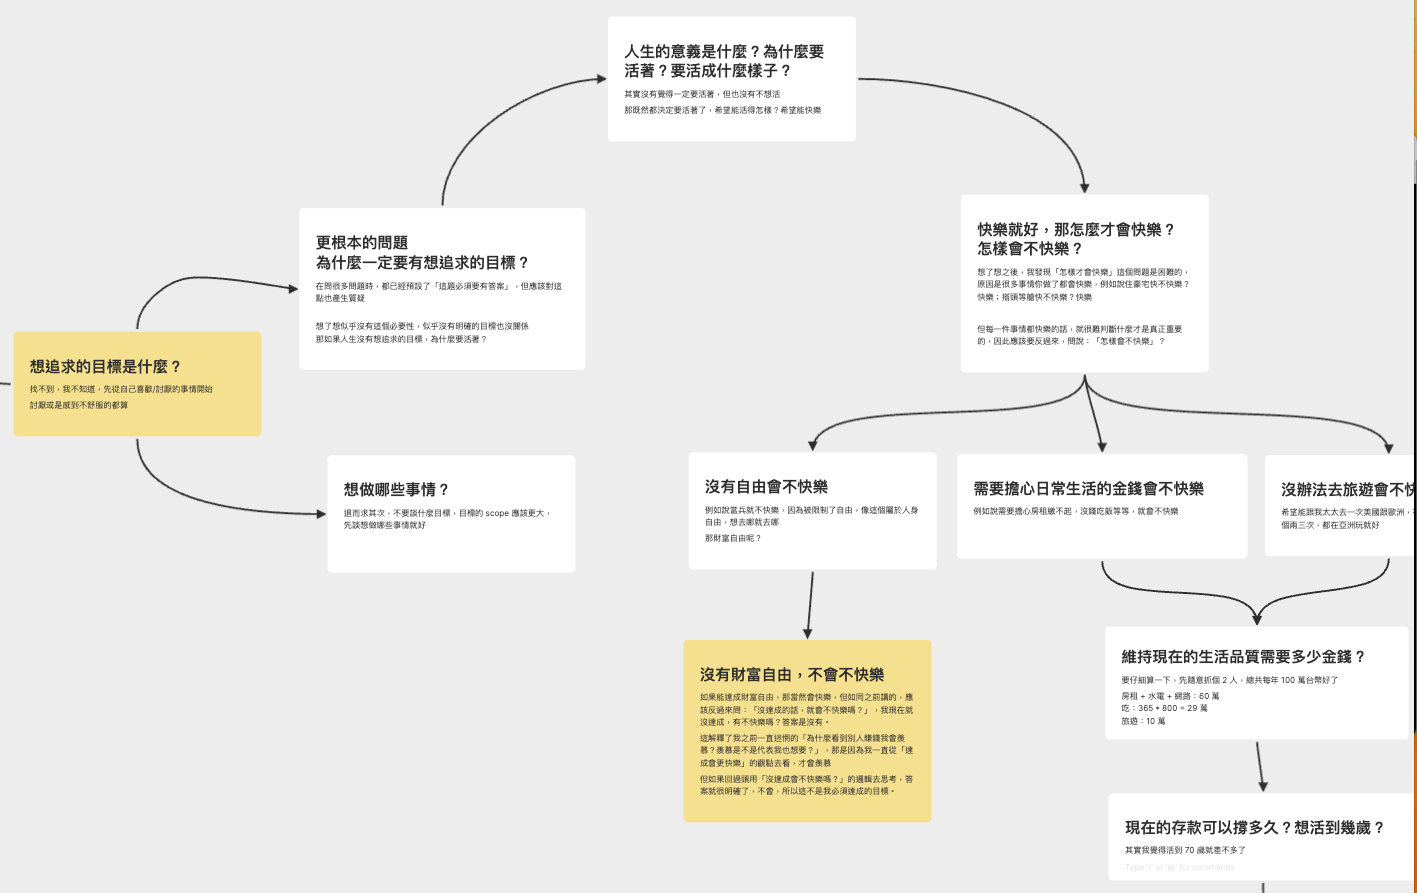 人生的意義是什麼？為什麼要
活著？要活成什麼樣子？
其實沒有覺得一定要活著，但也沒有不想活
那既然都決定要活著了，希望能活得怎樣？希望能快樂
更根本的問題
為什麼一定要有想追求的目標？
在問很多問題時，都已經預設了「這題必須要有答案」，但應該對這
點也產生質疑
想了想似乎沒有這個必要性，似乎沒有明確的目標也沒關係
那如果人生沒有想追求的目標，為什麼要活著？
想追求的目標是什麼？
找不到，我不知道，先從自己喜歡/討厭的事情開始
討厭或是感到不舒服的都算
想做哪些事情？
退而求其次，不要談什麼目標，目標的 scope 應該更大，
先談想做哪些事情就好
快樂就好，那怎麼才會快樂？
怎樣會不快樂？
想了想之後，我發現「怎樣才會快樂」這個問題是困難的，
原因是很多事情你做了都會快樂，例如說住豪宅快不快樂？
快樂；搭頭等艙快不快樂？快樂
但每一件事情都快樂的話，就很難判斷什麼才是真正重要
的，因此應該要反過來，問說：「怎樣會不快樂」？
沒有自由會不快樂
例如說當兵就不快樂，因為被限制了自由，像這個屬於人身
自由，想去哪就去哪
那財富自由呢？
需要擔心日常生活的金錢會不快樂
例如說需要擔心房租繳不起，沒錢吃飯等等，就會不快樂
沒辦法去旅遊會不快
希望能跟我太太去一次美國跟歐洲，
個兩三次，都在亞洲玩就好
沒有財富自由，不會不快樂
如果能達成財富自由，那當然會快樂，但如同之前講的，應
該反過來問：「沒達成的話，就會不快樂嗎？」，我現在就
沒達成，有不快樂嗎？答案是沒有。
這解釋了我之前一直迷惘的「為什麼看到別人賺錢我會羨
慕？羨慕是不是代表我也想要？」，那是因為我一直從「達
成會更快樂」的觀點去看，才會羨慕
但如果回過頭用「沒達成會不快樂嗎？」的邏輯去思考，答
案就很明確了，不會，所以這不是我必須達成的目標。
維持現在的生活品質需要多少金錢？
要仔細算一下，先隨意抓個 2 人，總共每年 100 萬台幣好了
房租 + 水電 + 網路：60 萬
吃：365 * 800 = 29 萬
旅遊：10 萬
現在的存款可以撐多久？想活到幾歲？
其實我覺得活到 70 歲就差不多了
Type '/' or '@' for commands